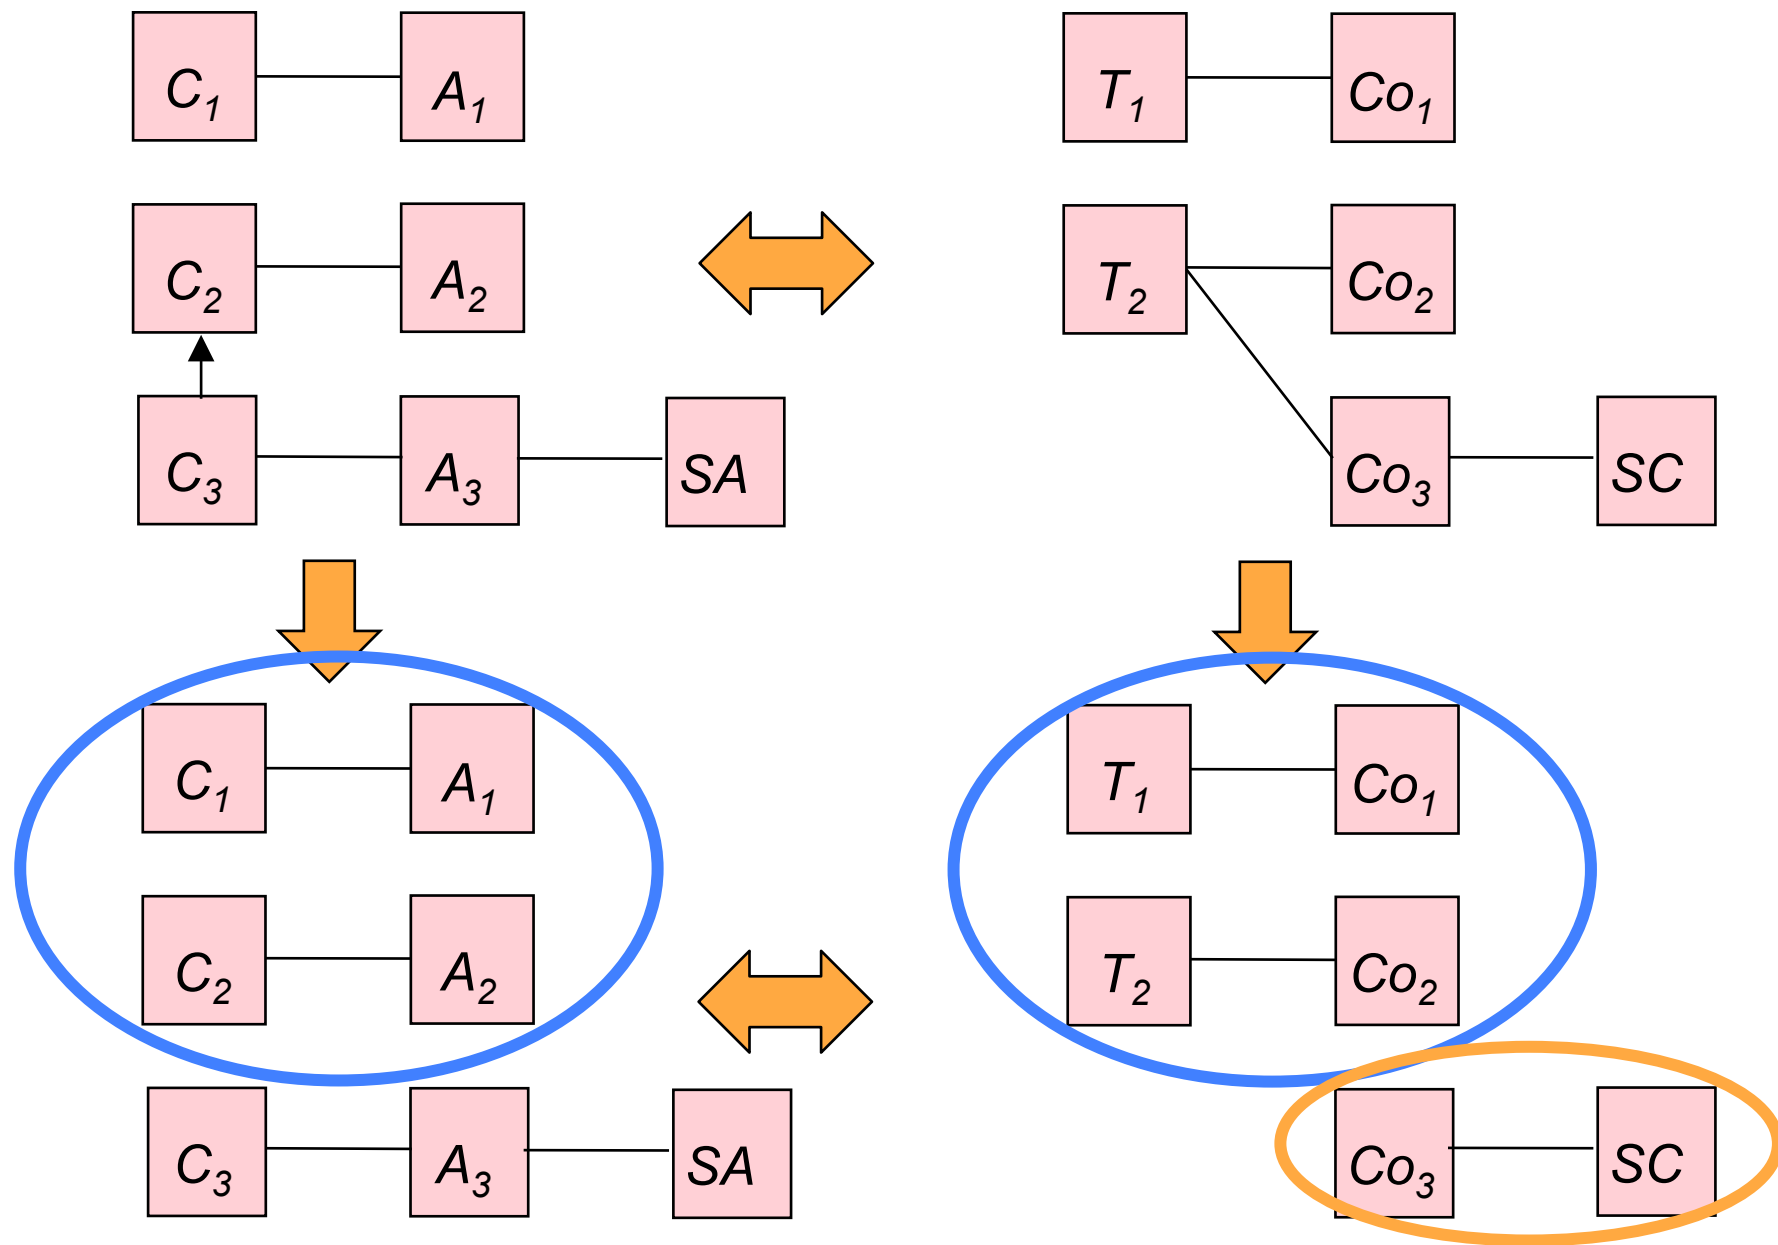 C₁ A₁ T₁ Co₁
C₂ A₂ T₂ Co₂
C₃ A₃ SA Co₃ SC
C₁ A₁ T₁ Co₁
C₂ A₂ T₂ Co₂
C₃ A₃ SA Co₃ SC